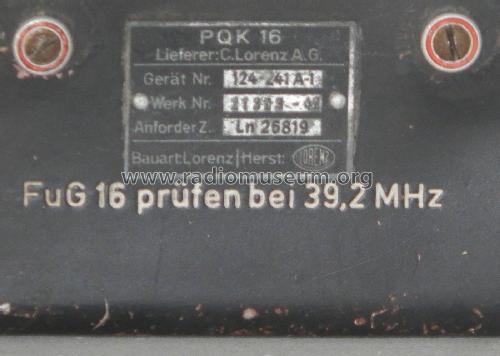 PQK 16
Lieferer: C. Lorenz A.G.
Gerät Nr. 124-241 A-1
Werk Nr.
Anforder Z. Ln 26819
Bauart: Lorenz | Herst: LORENZ
www.radiomuseum.org
FuG 16 prüfen bei 39,2 MHz